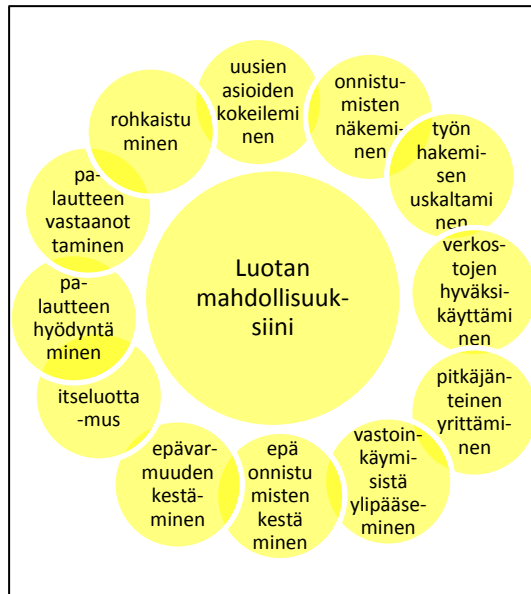 Luotan
mahdollisuuk-
siini
uusien
asioiden
kokeilemi
nen
onnistu-
misten
näkemi-
nen
työn
hakemi-
sen
uskaltami
nen
verkos-
tojen
hyväksi-
käyttämi
nen
pitkäjän-
teinen
yrittämi-
nen
vastoin-
käymi-
sistä
ylipääse-
minen
epä
onnistu
misten
kestä
minen
epävar-
muuden
kestä-
minen
itseluotta
-mus
pa-
lautteen
hyödyntä
minen
pa-
lautteen
vastaanot
taminen
rohkaistu
minen